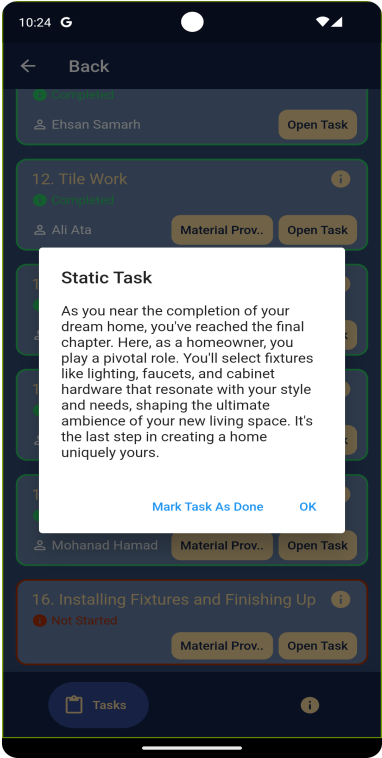 10:24 G
Back
Completed
Ehsan Samarh
Open Task
12. Tile Work
Completed
Ali Ata
Material Prov..
Open Task
Static Task
As you near the completion of your
dream home, you've reached the final
chapter. Here, as a homeowner, you
play a pivotal role. You'll select fixtures
like lighting, faucets, and cabinet
hardware that resonate with your style
and needs, shaping the ultimate
ambience of your new living space. It's
the last step in creating a home
uniquely yours.
Mark Task As Done
OK
Mohanad Hamad
Material Prov..
Open Task
16. Installing Fixtures and Finishing Up
Not Started
Material Prov..
Open Task
Tasks